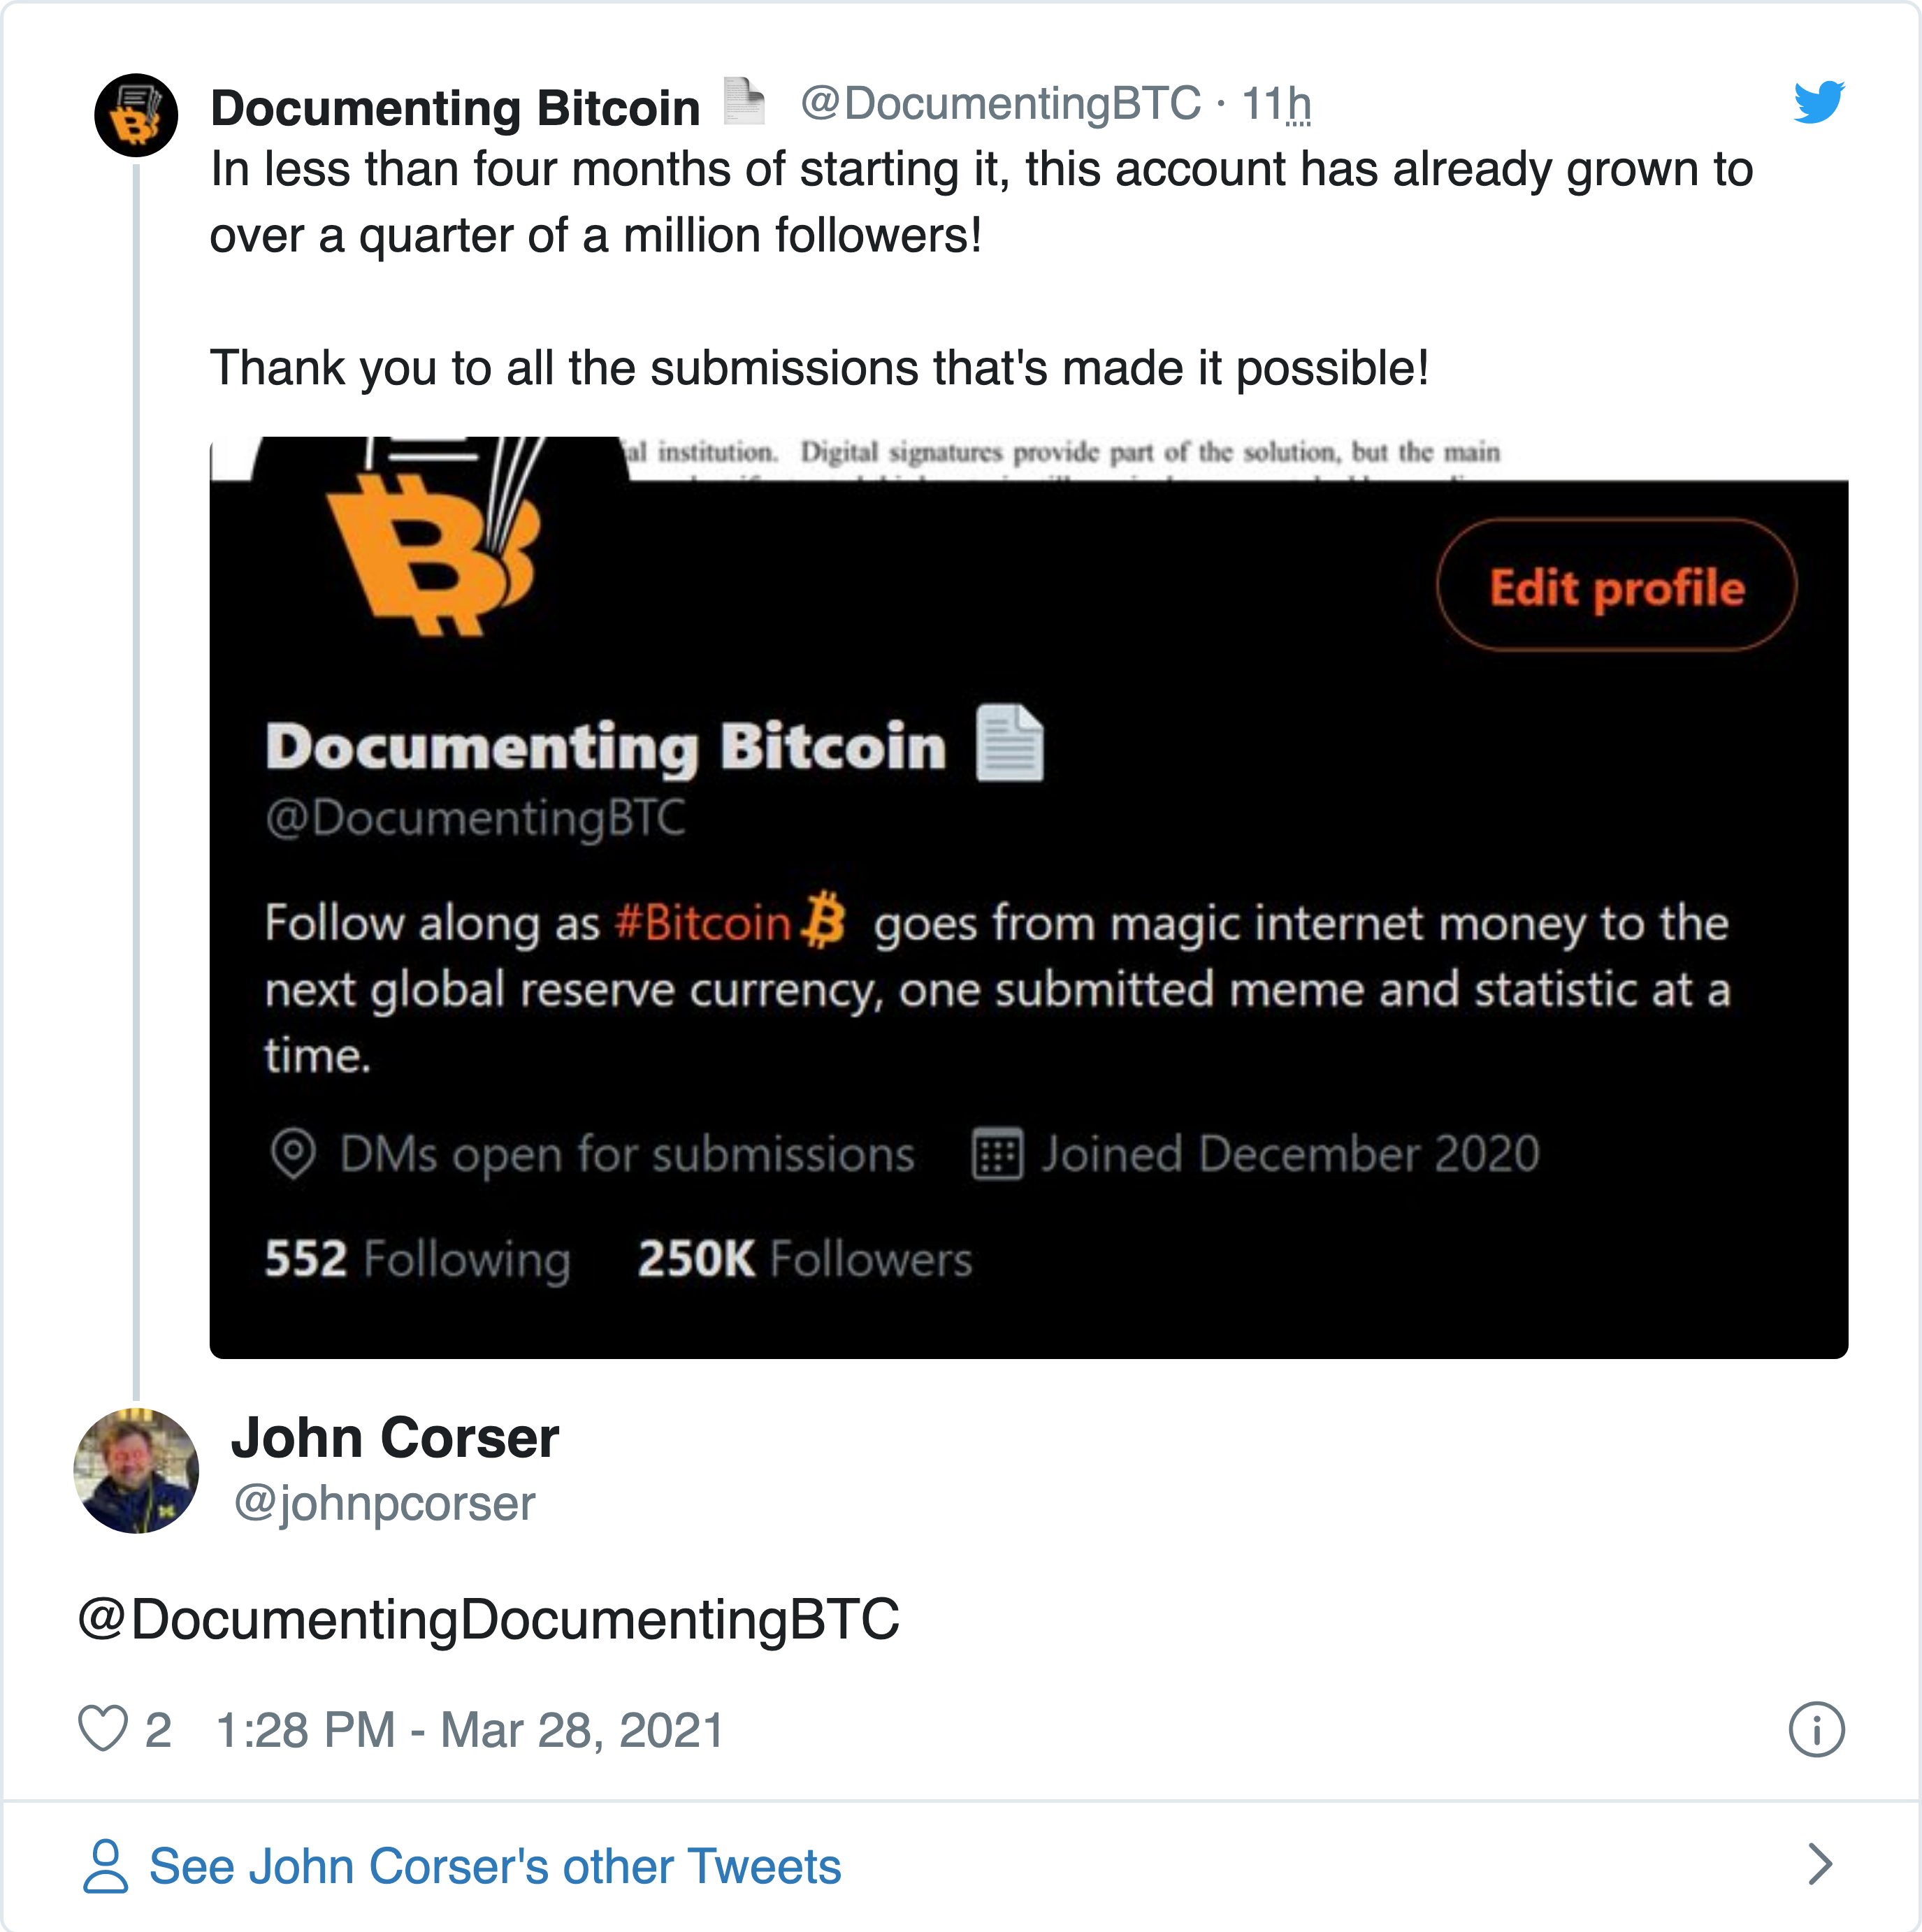 Documenting Bitcoin 📄 @DocumentingBTC · 11h
In less than four months of starting it, this account has already grown to
over a quarter of a million followers!
Thank you to all the submissions that's made it possible!
al institution. Digital signatures provide part of the solution, but the main
Edit profile
Documenting Bitcoin 📄
@DocumentingBTC
Follow along as #Bitcoin ₿ goes from magic internet money to the
next global reserve currency, one submitted meme and statistic at a
time.
DMs open for submissions Joined December 2020
552 Following 250K Followers
John Corser
@johnpcorser
@DocumentingDocumentingBTC
2 1:28 PM - Mar 28, 2021
See John Corser's other Tweets